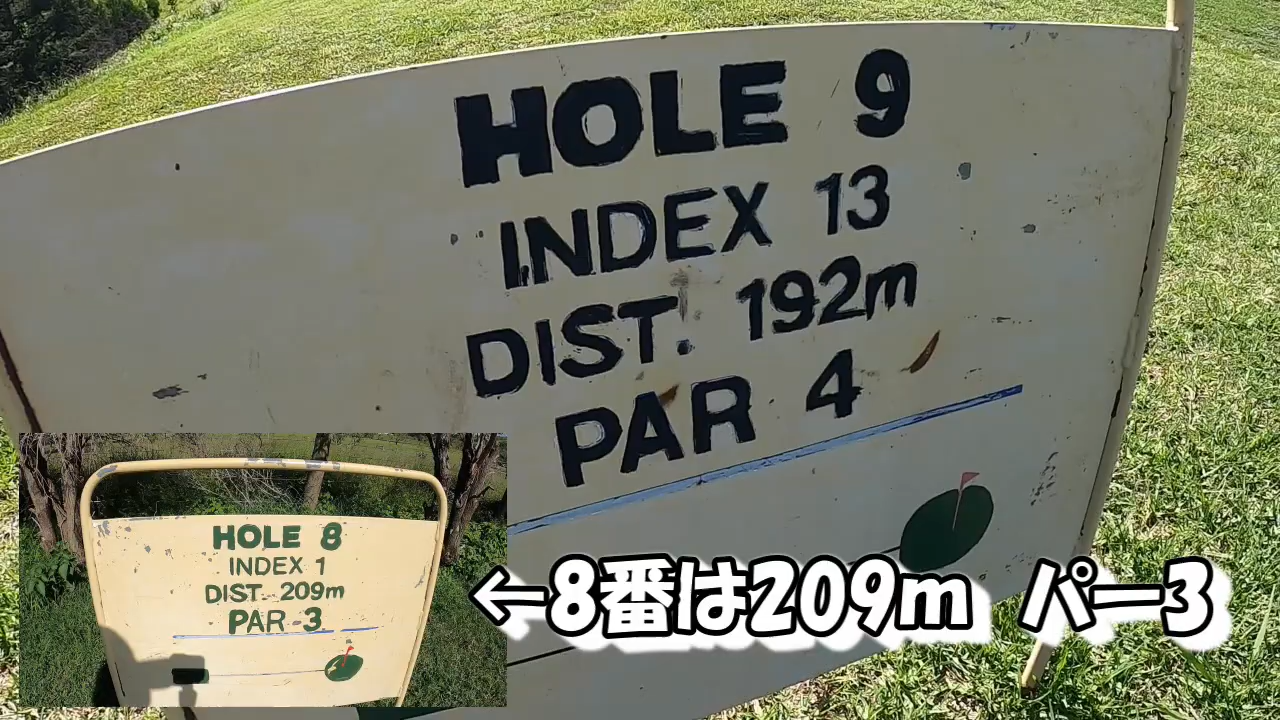 HOLE 9
INDEX 13
DIST. 192m
PAR 4
HOLE 8
INDEX 1
DIST. 209m
PAR 3
←8番は209m パー3